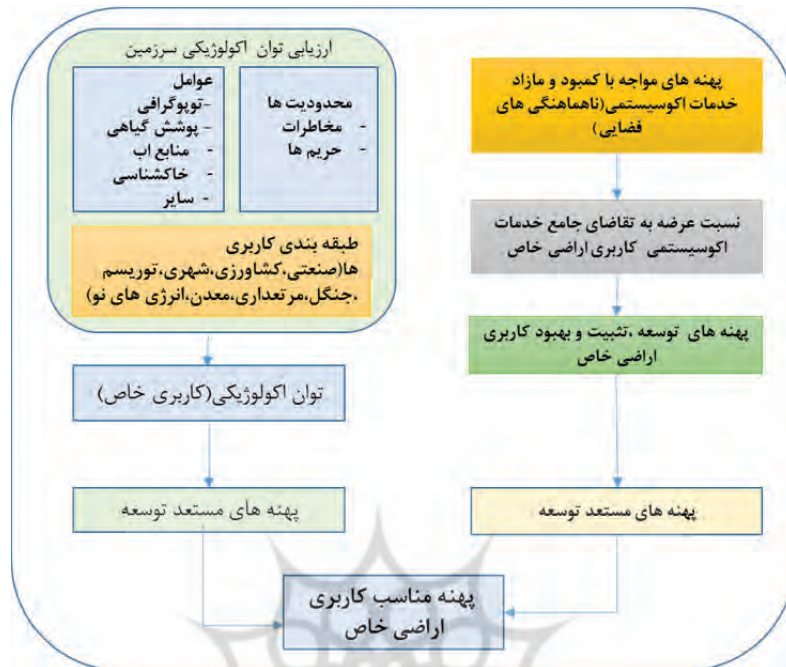 ارزیابی توان اکولوژیکی سرزمین
عوامل
-توپوگرافی
- پوشش گیاهی
- منابع اب
- خاکشناسی
- سایر
محدودیت ها
- مخاطرات
- حریم ها
طبقه بندی کاربری
ها(صنعتی،کشاورزی،شهری،توریسم
،جنگل،مرتعداری،معدن،انرژی های نو)
توان اکولوژیکی(کاربری خاص)
پهنه های مستعد توسعه
پهنه های مواجه با کمبود و مازاد
خدمات اکوسیستمی(ناهماهنگی های
فضایی)
نسبت عرضه به تقاضای جامع خدمات
اکوسیستمی کاربری اراضی خاص
پهنه های توسعه ،تثبیت و بهبود کاربری
اراضی خاص
پهنه های مستعد توسعه
پهنه مناسب کاربری
اراضی خاص